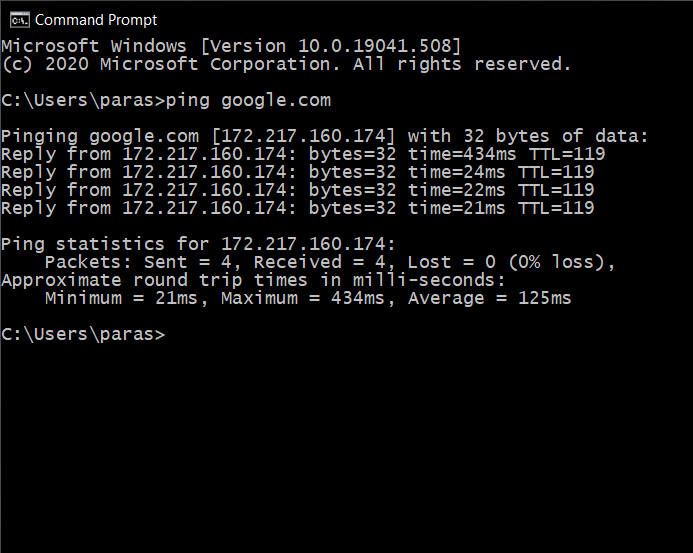 Command Prompt
Microsoft Windows [Version 10.0.19041.508]
(c) 2020 Microsoft Corporation. All rights reserved.
C:\Users\paras>ping google.com
Pinging google.com [172.217.160.174] with 32 bytes of data:
Reply from 172.217.160.174: bytes=32 time=434ms TTL=119
Reply from 172.217.160.174: bytes=32 time=24ms TTL=119
Reply from 172.217.160.174: bytes=32 time=22ms TTL=119
Reply from 172.217.160.174: bytes=32 time=21ms TTL=119
Ping statistics for 172.217.160.174:
    Packets: Sent = 4, Received = 4, Lost = 0 (0% loss),
Approximate round trip times in milli-seconds:
    Minimum = 21ms, Maximum = 434ms, Average = 125ms
C:\Users\paras>